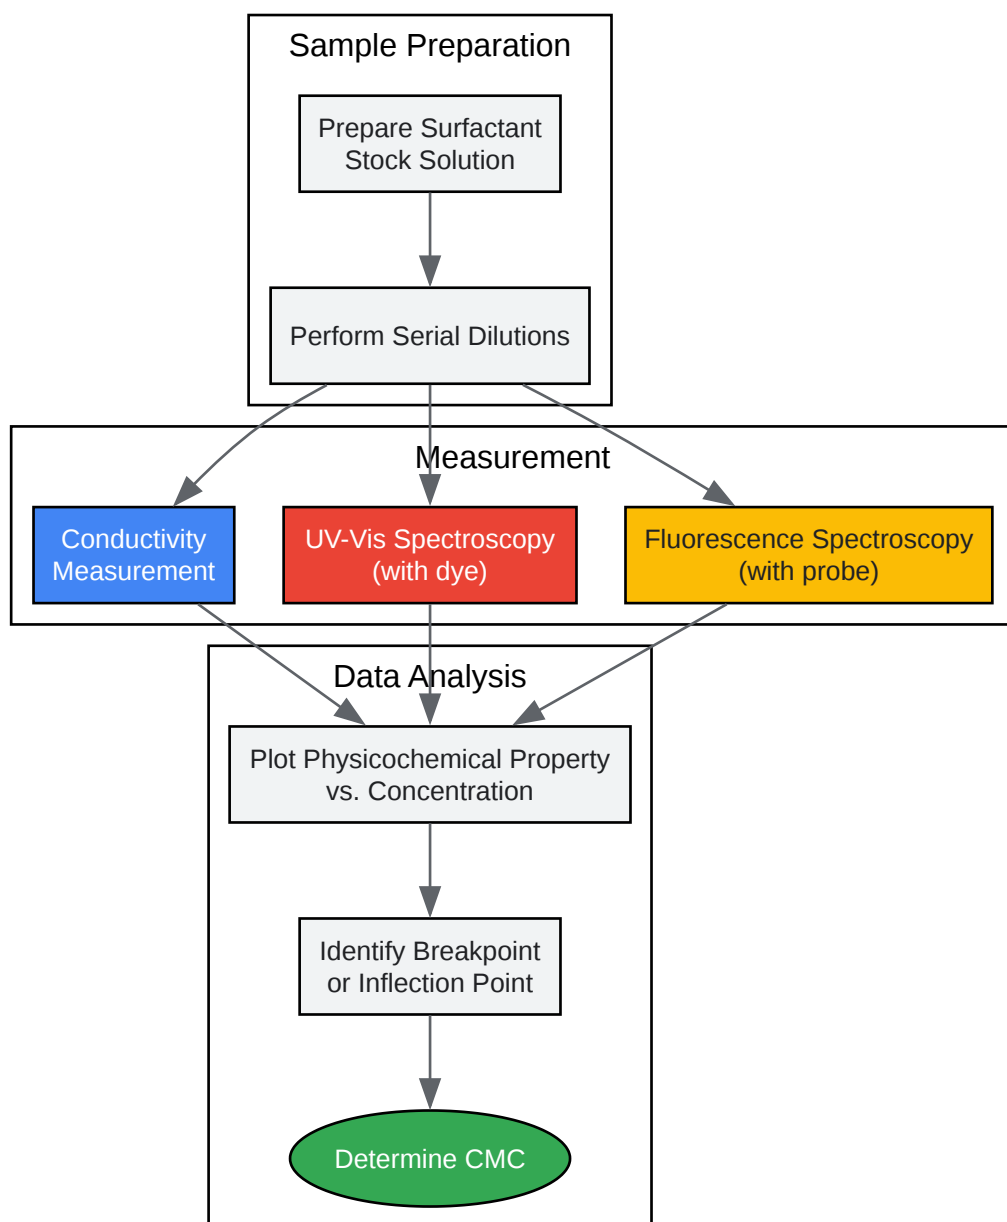 Sample Preparation
Prepare Surfactant
Stock Solution
Perform Serial Dilutions
Measurement
Conductivity
Measurement
UV-Vis Spectroscopy
(with dye)
Fluorescence Spectroscopy
(with probe)
Data Analysis
Plot Physicochemical Property
vs. Concentration
Identify Breakpoint
or Inflection Point
Determine CMC